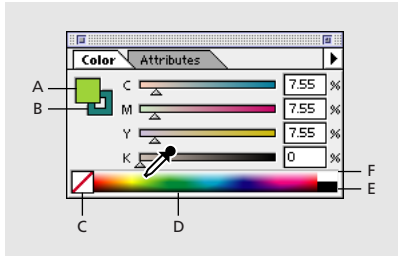 Color Attributes
A C 7.55 %
B M 7.55 %
Y 7.55 %
K 0 %
F
E
C D